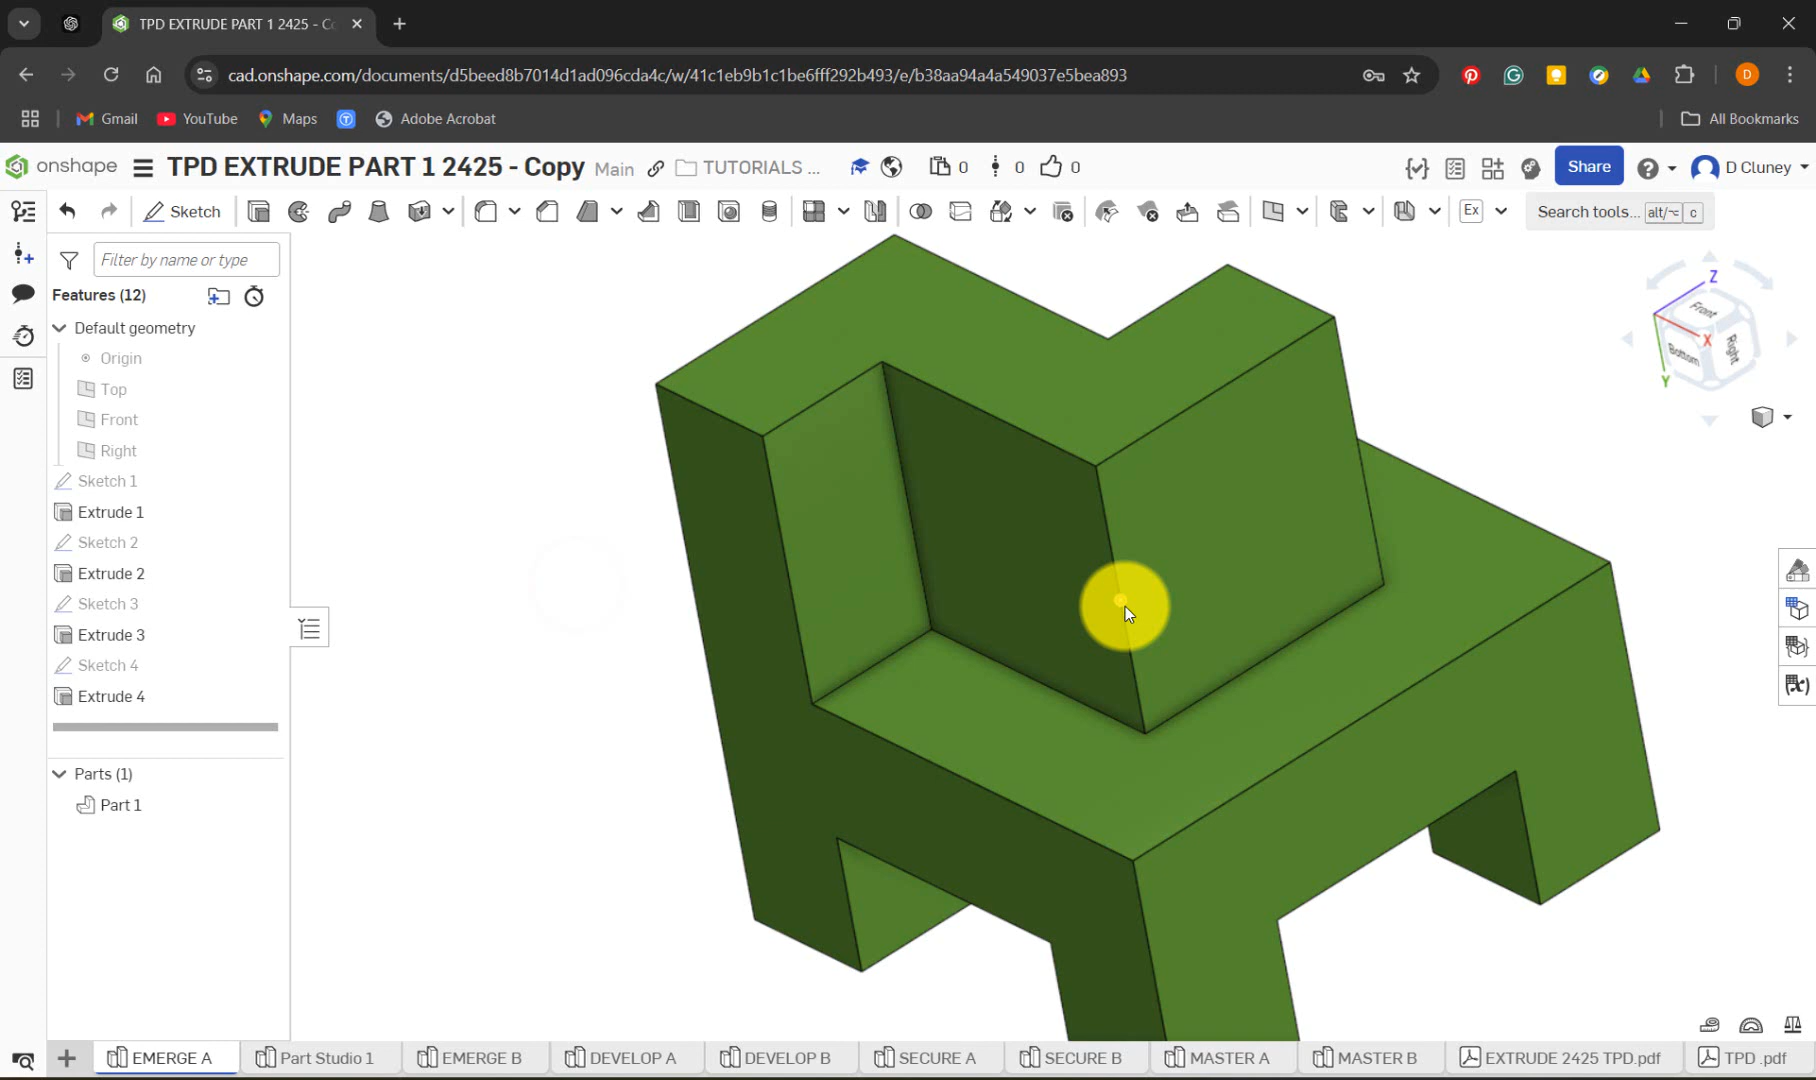 TPD EXTRUDE PART 1 2425 - Co
cad.onshape.com/documents/d5beed8b7014d1ad096cda4c/w/41c1eb9b1c1be6fff292b493/e/b38aa94a4a549037e5bea893
D
Gmail YouTube Maps Adobe Acrobat All Bookmarks
onshape TPD EXTRUDE PART 1 2425 - Copy Main TUTORIALS ... 0 0 0 Share D Cluney
Sketch Ex Search tools... alt/⌥ c
Filter by name or type
Features (12)
Default geometry
Origin
Top
Front
Right
Sketch 1
Extrude 1
Sketch 2
Extrude 2
Sketch 3
Extrude 3
Sketch 4
Extrude 4
Parts (1)
Part 1
Z
Front
X
Bottom
Right
Y
EMERGE A Part Studio 1 EMERGE B DEVELOP A DEVELOP B SECURE A SECURE B MASTER A MASTER B EXTRUDE 2425 TPD.pdf TPD .pdf